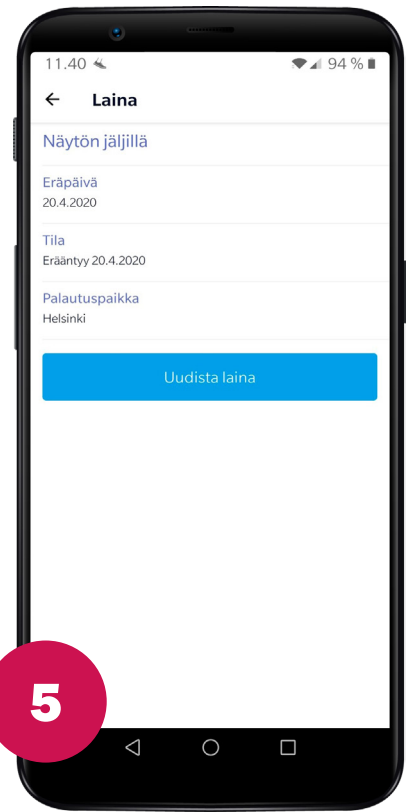 11.40 94 %
Laina
Näytön jäljillä
Eräpäivä
20.4.2020
Tila
Erääntyy 20.4.2020
Palautuspaikka
Helsinki
Uudista laina
5